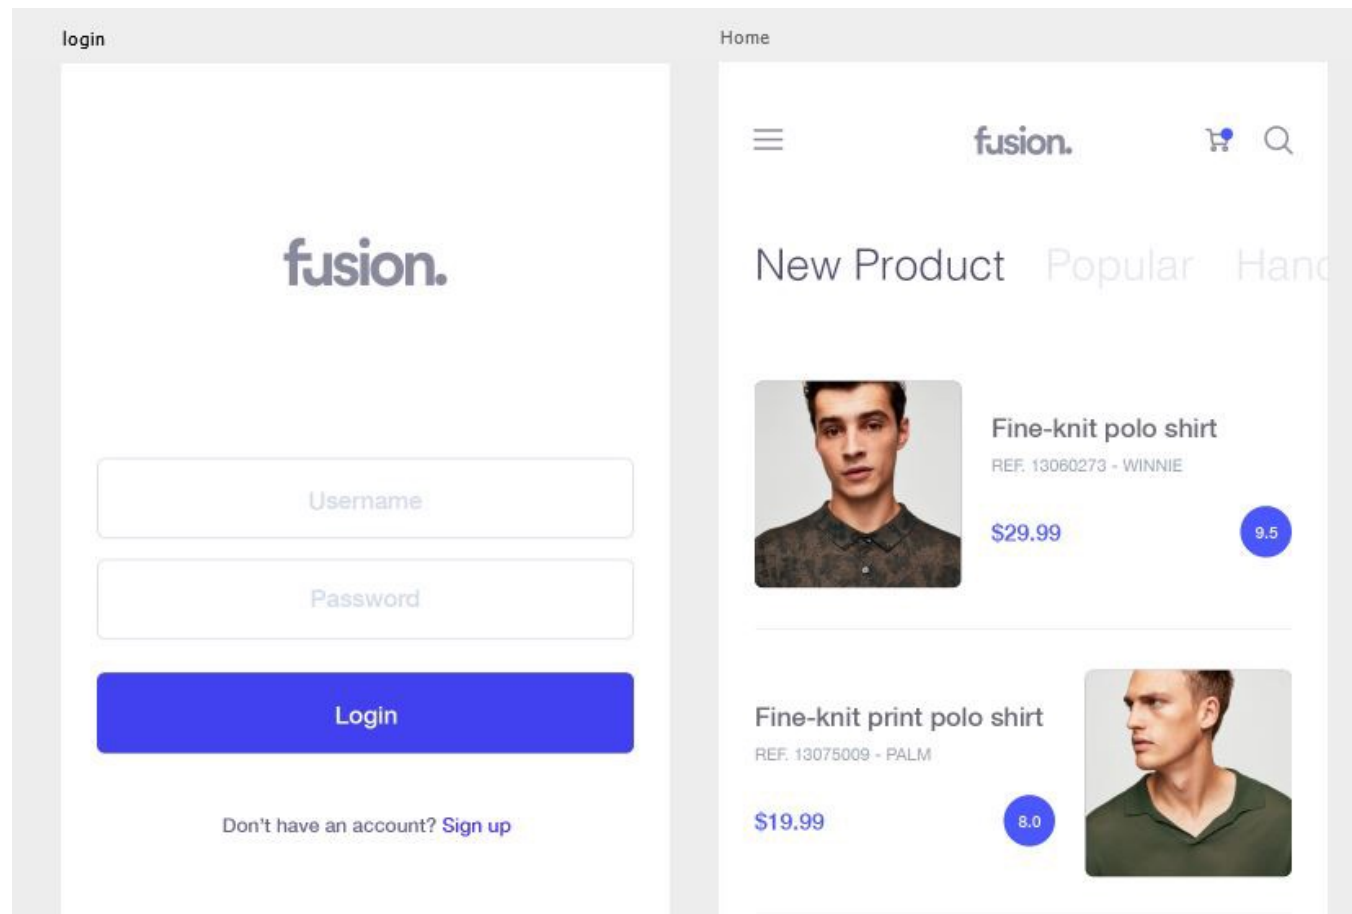 login
fusion.
Username
Password
Login
Don't have an account? Sign up
Home
fusion.
New Product Popular Hand
Fine-knit polo shirt
REF. 13060273 - WINNIE
$29.99
9.5
Fine-knit print polo shirt
REF. 13075009 - PALM
$19.99
8.0